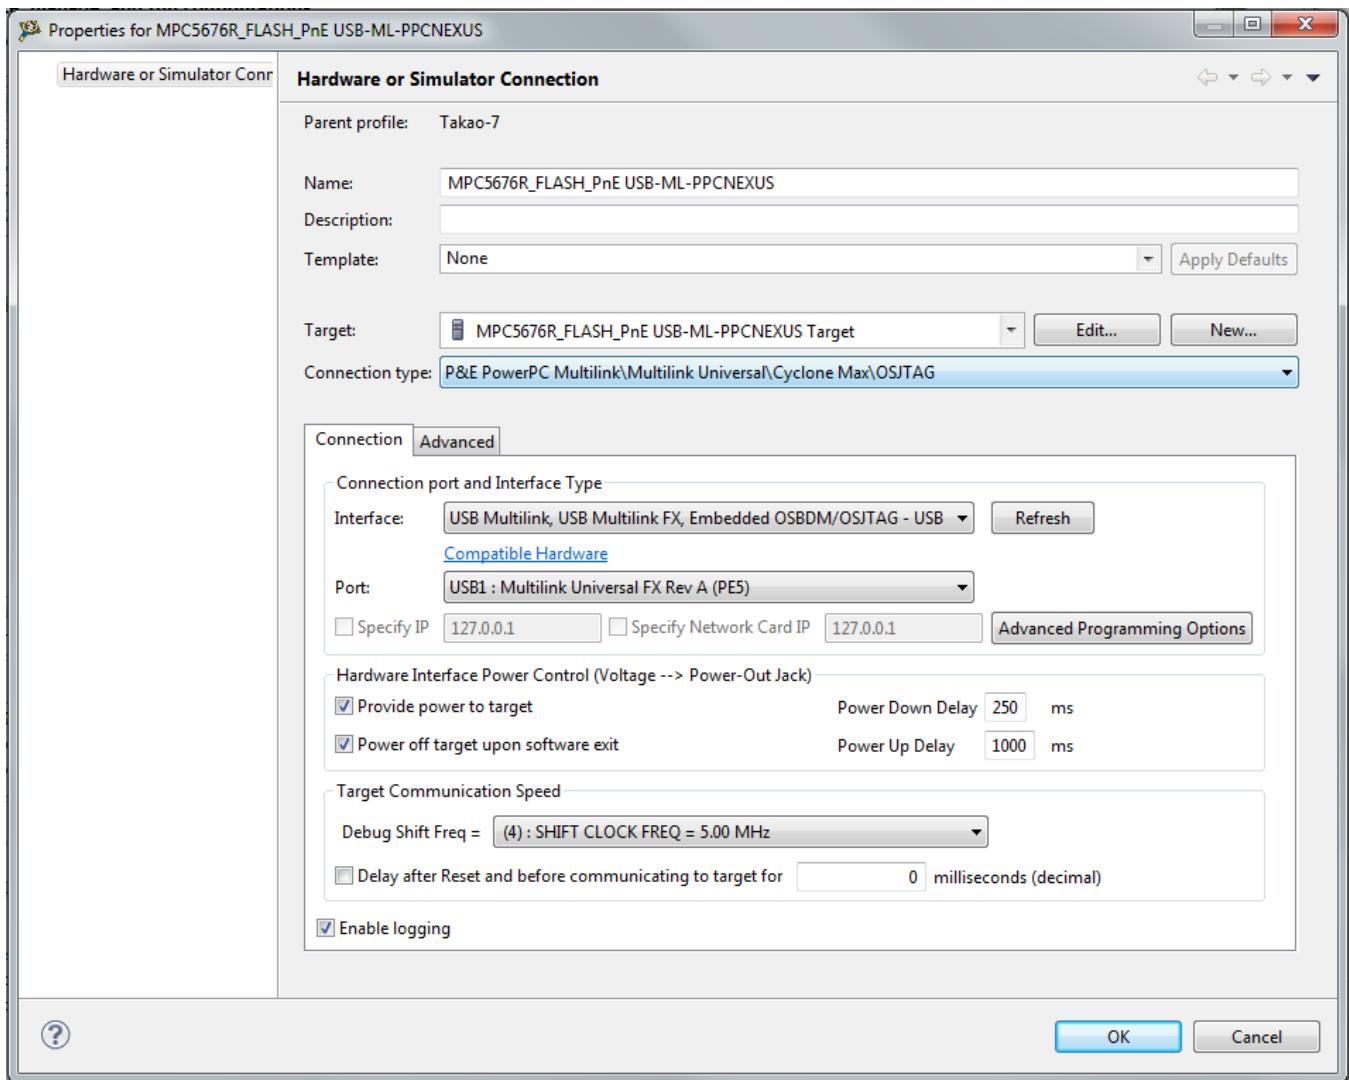 Properties for MPC5676R_FLASH_PnE USB-ML-PPCNEXUS
Hardware or Simulator Conn
Hardware or Simulator Connection
Parent profile: Takao-7
Name: MPC5676R_FLASH_PnE USB-ML-PPCNEXUS
Description:
Template: None Apply Defaults
Target: MPC5676R_FLASH_PnE USB-ML-PPCNEXUS Target Edit... New...
Connection type: P&E PowerPC Multilink\Multilink Universal\Cyclone Max\OSJTAG
Connection Advanced
Connection port and Interface Type
Interface: USB Multilink, USB Multilink FX, Embedded OSBDM/OSJTAG - USB Refresh
Compatible Hardware
Port: USB1 : Multilink Universal FX Rev A (PE5)
Specify IP 127.0.0.1 Specify Network Card IP 127.0.0.1 Advanced Programming Options
Hardware Interface Power Control (Voltage --> Power-Out Jack)
Provide power to target Power Down Delay 250 ms
Power off target upon software exit Power Up Delay 1000 ms
Target Communication Speed
Debug Shift Freq = (4) : SHIFT CLOCK FREQ = 5.00 MHz
Delay after Reset and before communicating to target for 0 milliseconds (decimal)
Enable logging
OK Cancel